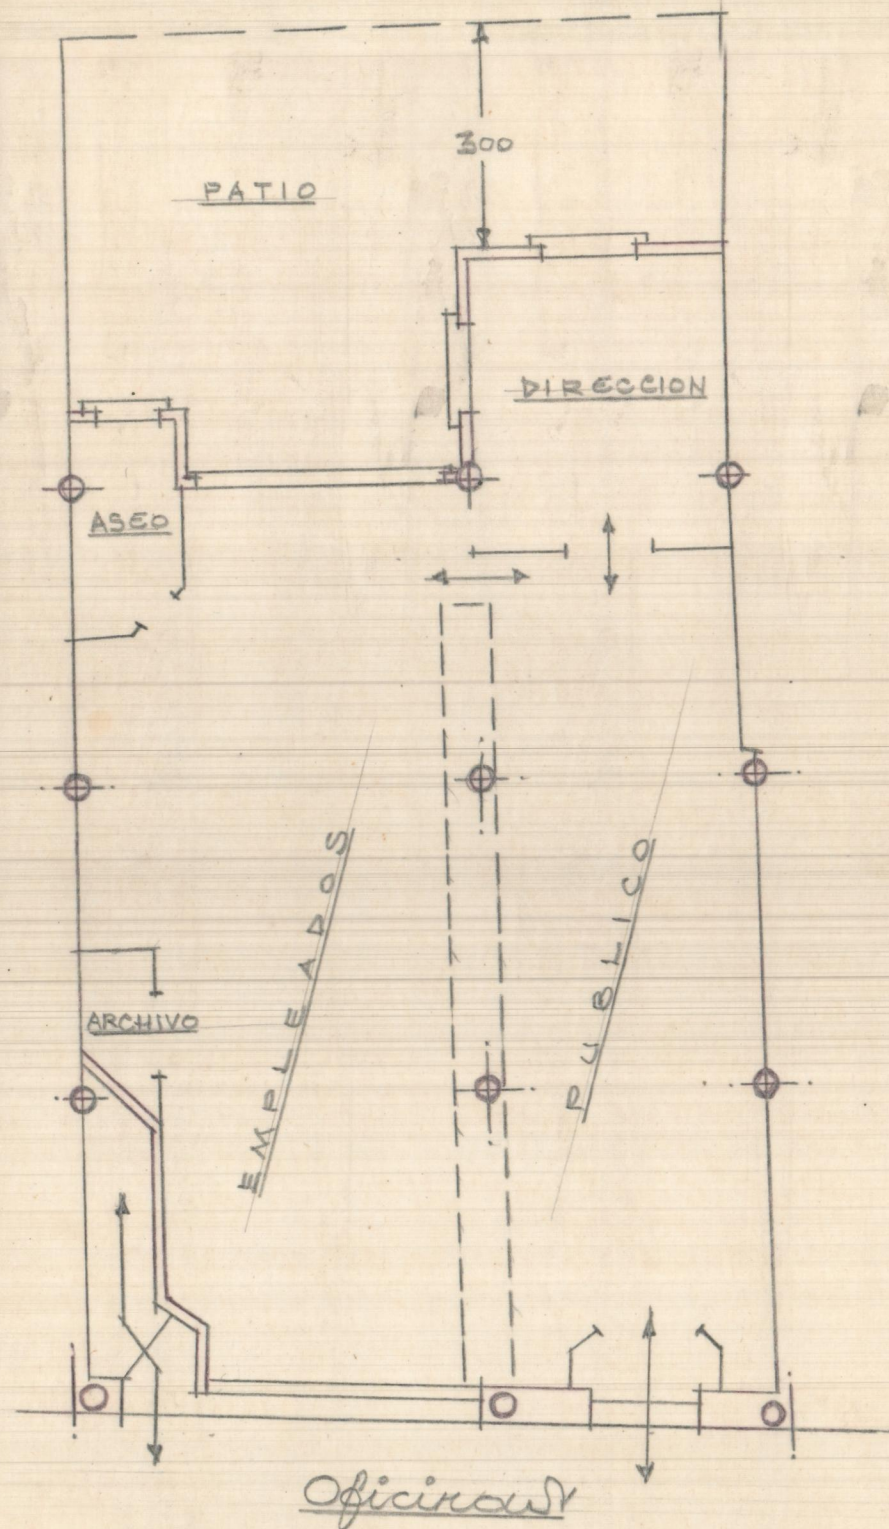 300
PATIO
DIRECCION
ASEO
EMPLEADOS
PUBLICO
ARCHIVO
Oficinas